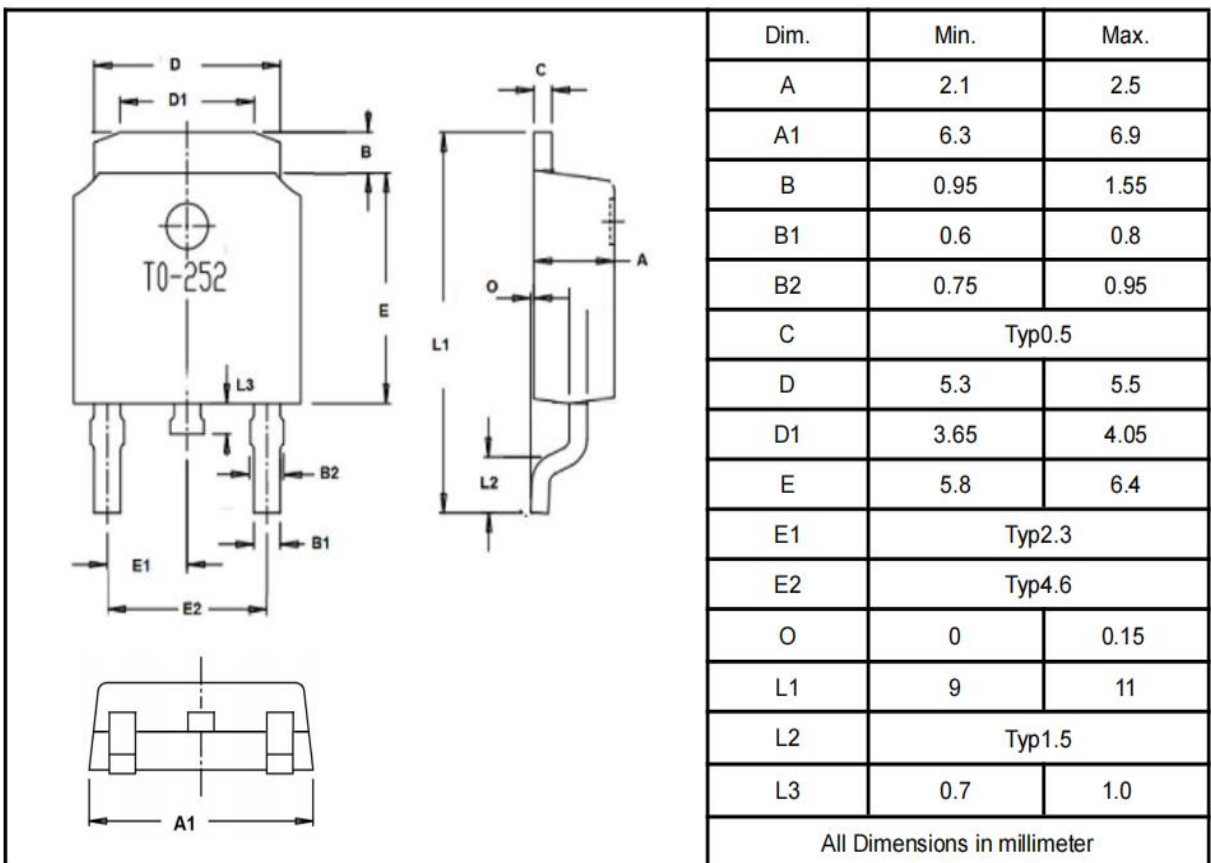 D
D1
B
TO-252
E
L3
B2
B1
E1
E2
A1
C
A
O
L1
L2
Dim. Min. Max.
A 2.1 2.5
A1 6.3 6.9
B 0.95 1.55
B1 0.6 0.8
B2 0.75 0.95
C Typ0.5
D 5.3 5.5
D1 3.65 4.05
E 5.8 6.4
E1 Typ2.3
E2 Typ4.6
O 0 0.15
L1 9 11
L2 Typ1.5
L3 0.7 1.0
All Dimensions in millimeter